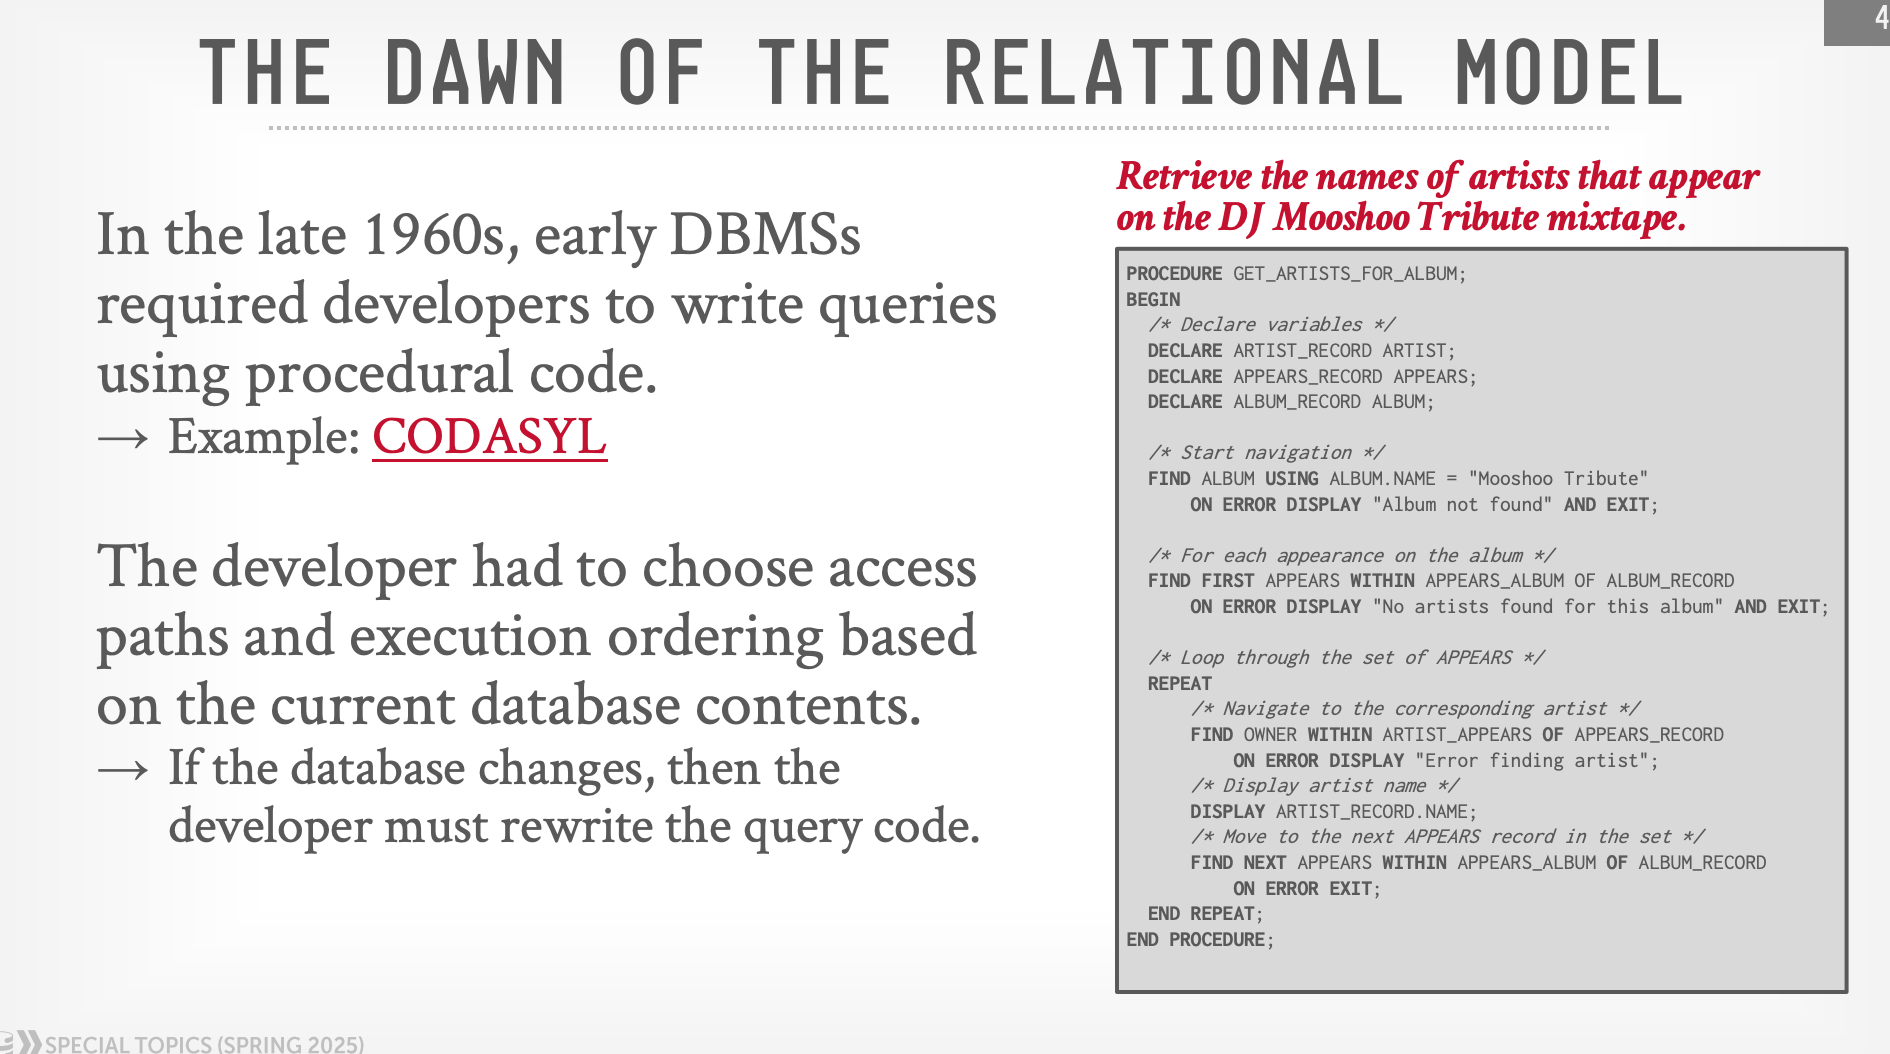 4
THE DAWN OF THE RELATIONAL MODEL
In the late 1960s, early DBMSs
required developers to write queries
using procedural code.
→ Example: CODASYL
The developer had to choose access
paths and execution ordering based
on the current database contents.
→ If the database changes, then the
developer must rewrite the query code.
Retrieve the names of artists that appear
on the DJ Mooshoo Tribute mixtape.
PROCEDURE GET_ARTISTS_FOR_ALBUM;
BEGIN
/* Declare variables */
DECLARE ARTIST_RECORD ARTIST;
DECLARE APPEARS_RECORD APPEARS;
DECLARE ALBUM_RECORD ALBUM;
/* Start navigation */
FIND ALBUM USING ALBUM.NAME = "Mooshoo Tribute"
ON ERROR DISPLAY "Album not found" AND EXIT;
/* For each appearance on the album */
FIND FIRST APPEARS WITHIN APPEARS_ALBUM OF ALBUM_RECORD
ON ERROR DISPLAY "No artists found for this album" AND EXIT;
/* Loop through the set of APPEARS */
REPEAT
/* Navigate to the corresponding artist */
FIND OWNER WITHIN ARTIST_APPEARS OF APPEARS_RECORD
ON ERROR DISPLAY "Error finding artist";
/* Display artist name */
DISPLAY ARTIST_RECORD.NAME;
/* Move to the next APPEARS record in the set */
FIND NEXT APPEARS WITHIN APPEARS_ALBUM OF ALBUM_RECORD
ON ERROR EXIT;
END REPEAT;
END PROCEDURE;
SPECIAL TOPICS (SPRING 2025)